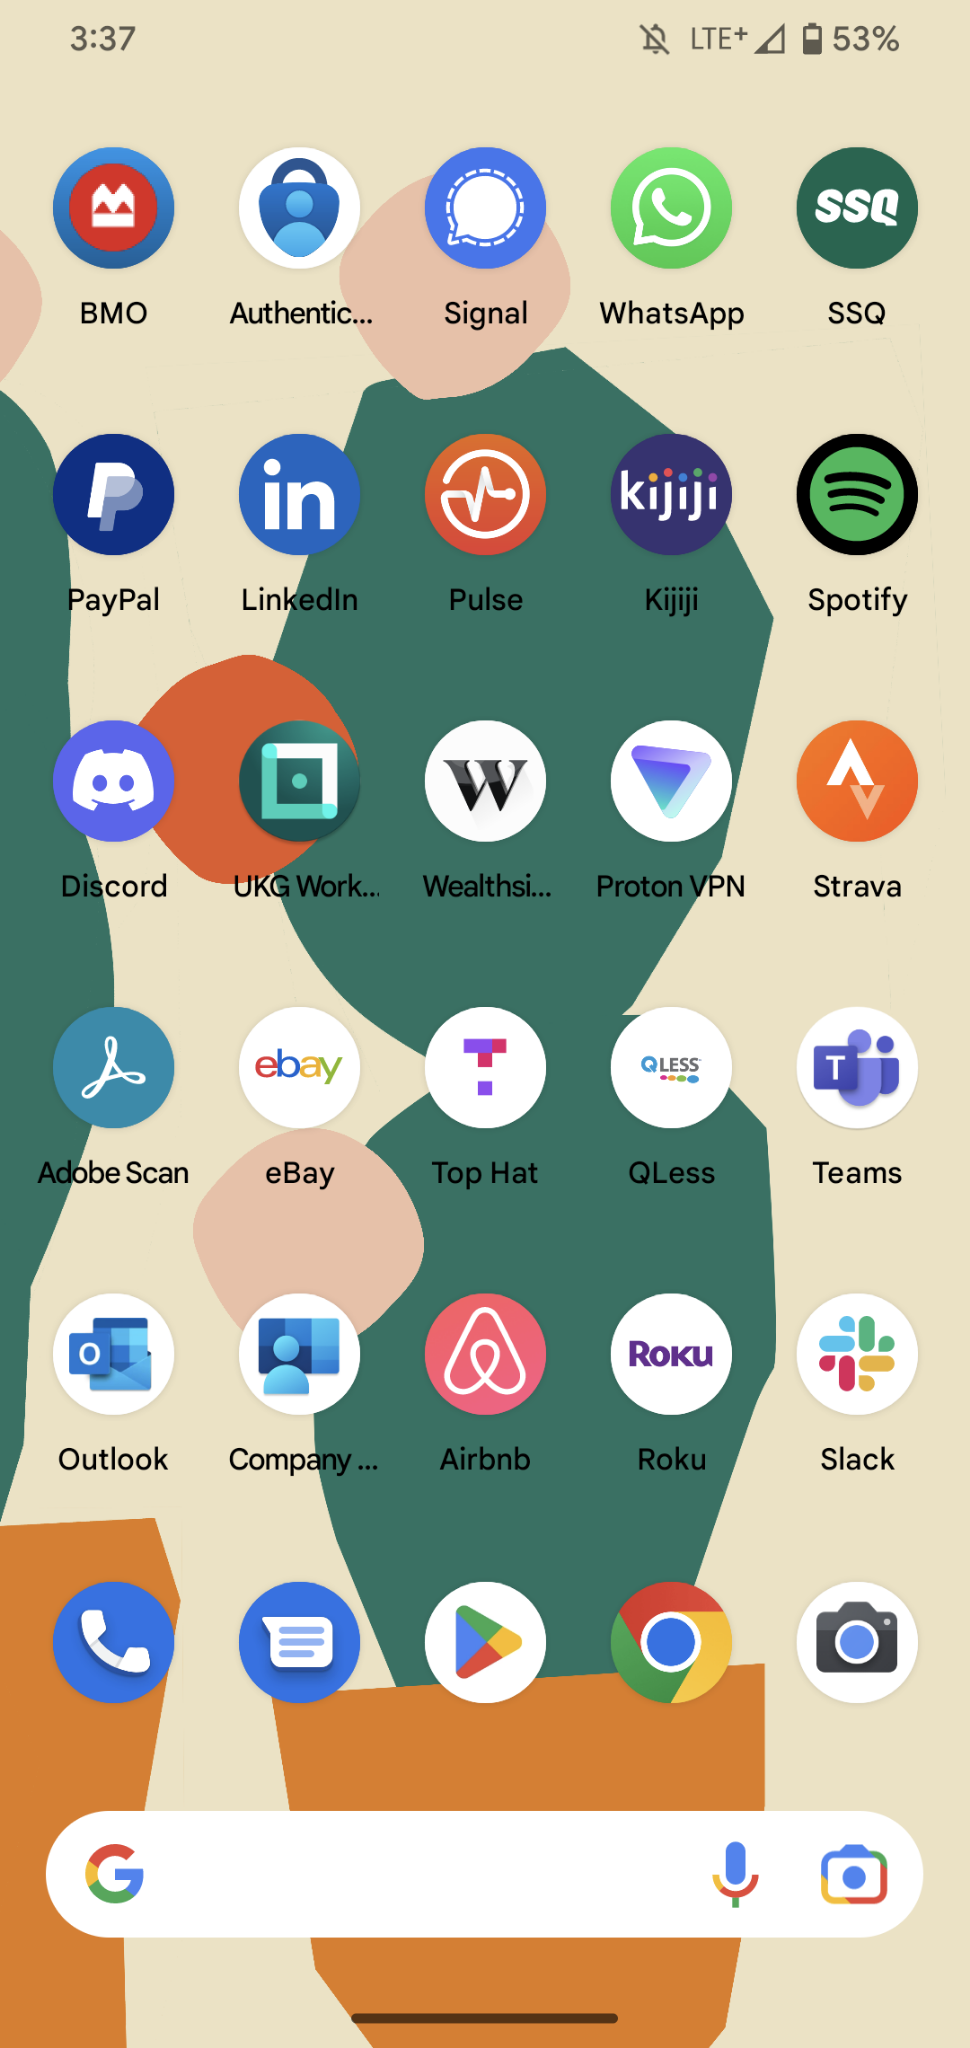 3:37 LTE+ 53%
SSQ
BMO Authentic... Signal WhatsApp SSQ
in kijiji
PayPal LinkedIn Pulse Kijiji Spotify
W
Discord UKG Work... Wealthsi... Proton VPN Strava
ebay T QLESS T
Adobe Scan eBay Top Hat QLess Teams
O ROKU
Outlook Company ... Airbnb Roku Slack
G